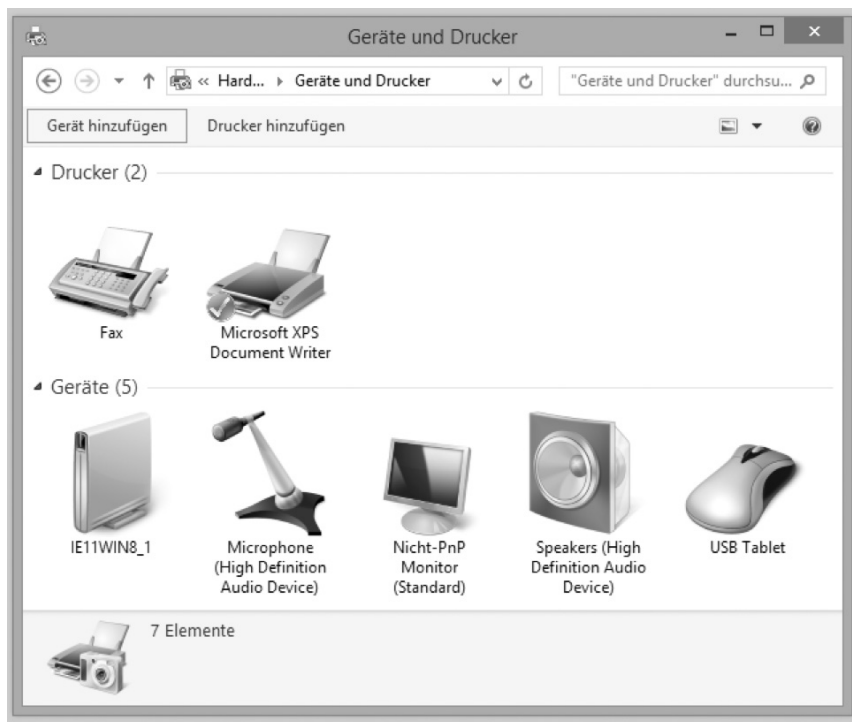 Geräte und Drucker
« Hard... Geräte und Drucker "Geräte und Drucker" durchsu...
Gerät hinzufügen Drucker hinzufügen
Drucker (2)
Fax
Microsoft XPS
Document Writer
Geräte (5)
IE11WIN8_1
Microphone
(High Definition
Audio Device)
Nicht-PnP
Monitor
(Standard)
Speakers (High
Definition Audio
Device)
USB Tablet
7 Elemente